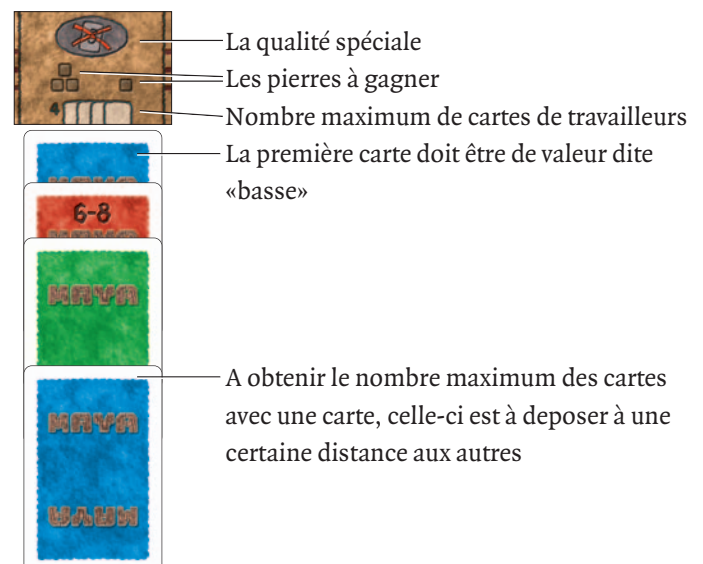 La qualité spéciale
Les pierres à gagner
4
Nombre maximum de cartes de travailleurs
La première carte doit être de valeur dite
«basse»
MAYA
6-8
MAYA
MAYA
A obtenir le nombre maximum des cartes
avec une carte, celle-ci est à deposer à une
certaine distance aux autres
MAYA
MAYA